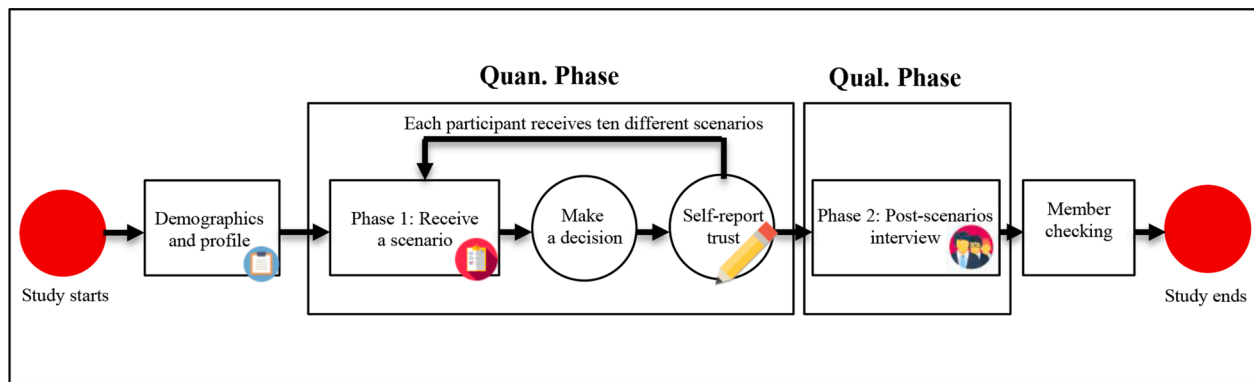 Quan. Phase
Qual. Phase
Each participant receives ten different scenarios
Study starts
Demographics
and profile
Phase 1: Receive
a scenario
Make
a decision
Self-report
trust
Phase 2: Post-scenarios
interview
Member
checking
Study ends